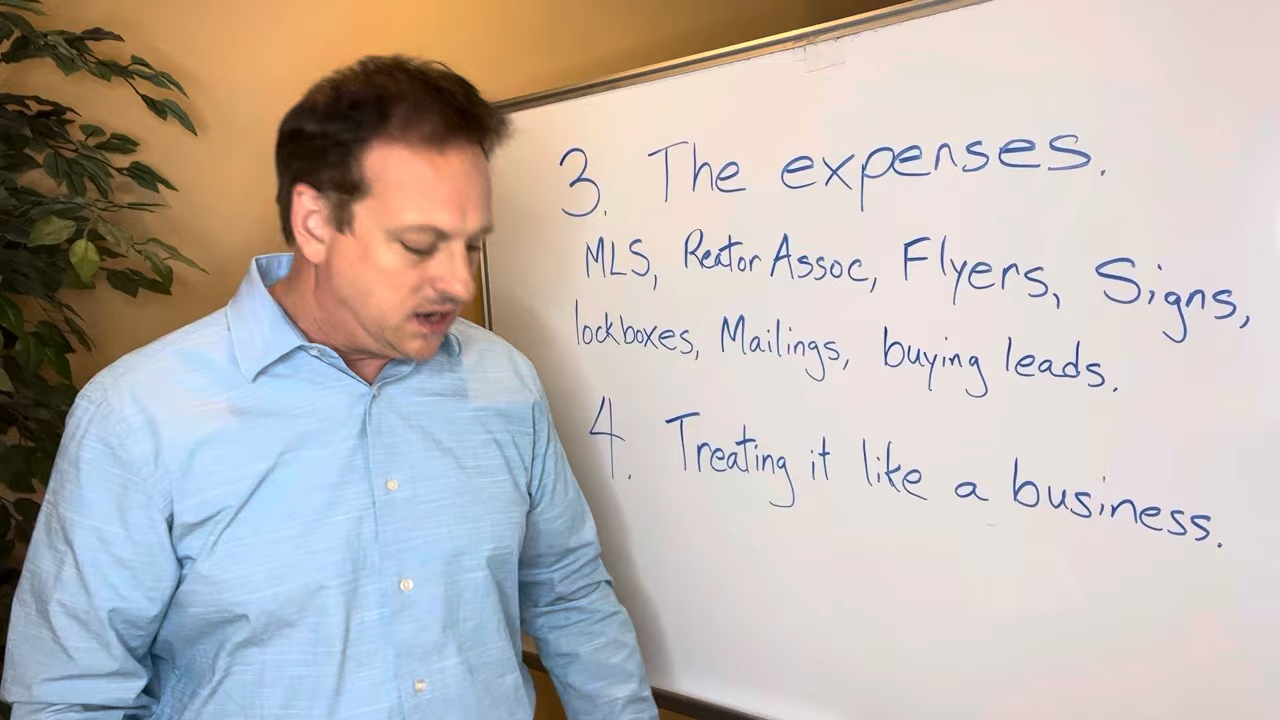 3. The expenses.
MLS, Reator Assoc, Flyers, Signs,
lockboxes, Mailings, buying leads.
4. Treating it like a business.